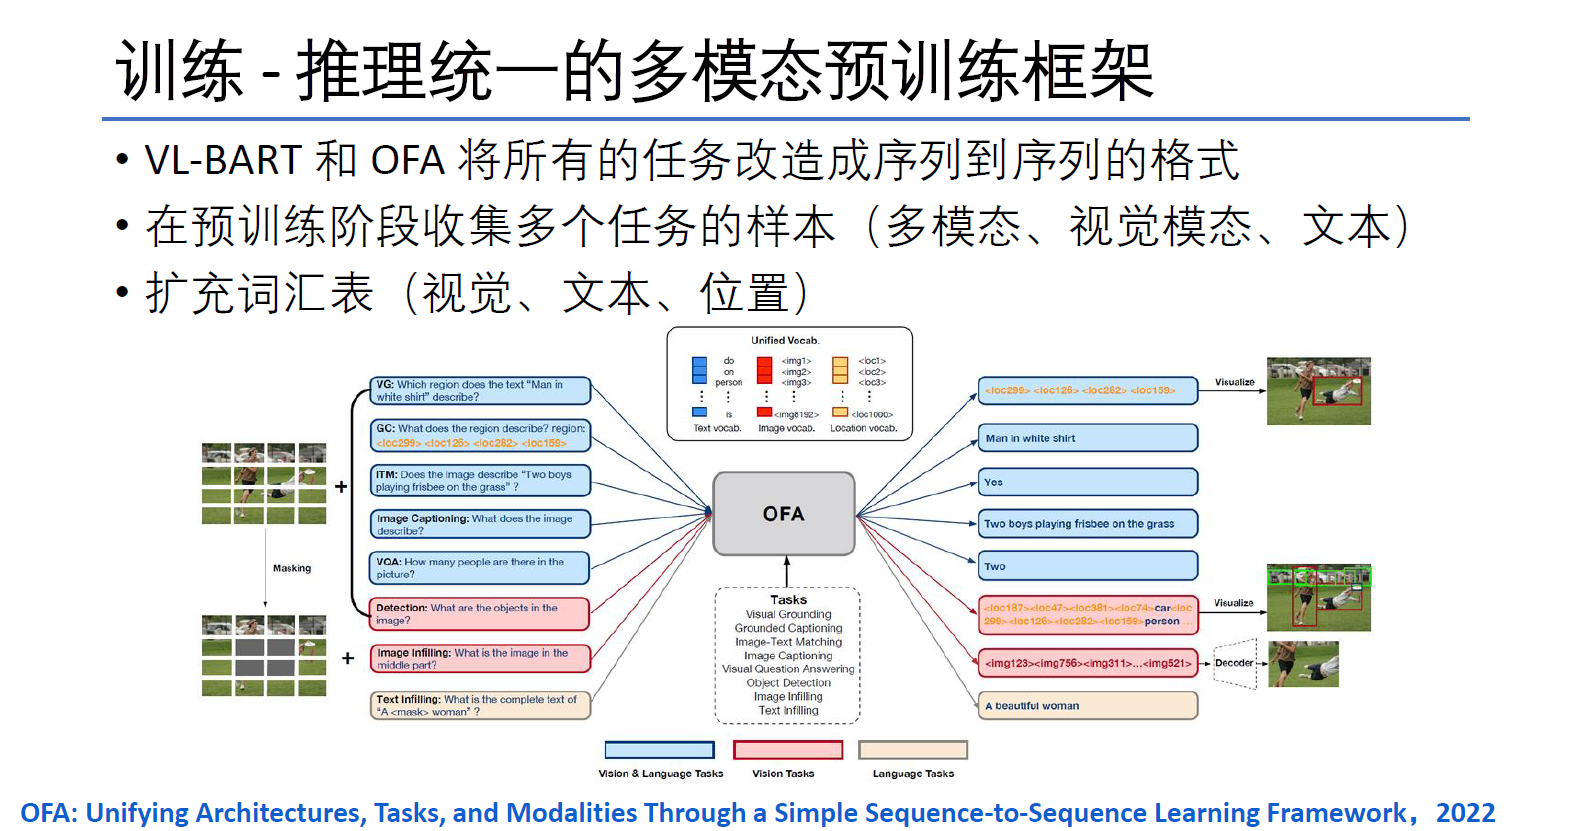 训练 - 推理统一的多模态预训练框架
• VL-BART 和 OFA 将所有的任务改造成序列到序列的格式
• 在预训练阶段收集多个任务的样本（多模态、视觉模态、文本）
• 扩充词汇表（视觉、文本、位置）
Unified Vocab.
do
on
person
is
Text vocab.
<img1>
<img2>
<img3>
<img8192>
Image vocab.
<loc1>
<loc2>
<loc3>
<loc1000>
Location vocab.
Masking
+
+
VG: Which region does the text “Man in
white shirt” describe?
GC: What does the region describe? region:
<loc299> <loc126> <loc282> <loc159>
ITM: Does the image describe “Two boys
playing frisbee on the grass” ?
Image Captioning: What does the image
describe?
VQA: How many people are there in the
picture?
Detection: What are the objects in the
image?
Image Infilling: What is the image in the
middle part?
Text Infilling: What is the complete text of
“A <mask> woman” ?
OFA
Tasks
Visual Grounding
Grounded Captioning
Image-Text Matching
Image Captioning
Visual Question Answering
Object Detection
Image Infilling
Text Infilling
<loc299> <loc126> <loc282> <loc159>
Visualize
Man in white shirt
Yes
Two boys playing frisbee on the grass
Two
<loc187><loc47><loc381><loc74>car<loc
299><loc126><loc282><loc159>person ...
Visualize
<img123><img756><img311>...<img521>
Decoder
A beautiful woman
Vision & Language Tasks
Vision Tasks
Language Tasks
OFA: Unifying Architectures, Tasks, and Modalities Through a Simple Sequence-to-Sequence Learning Framework，2022